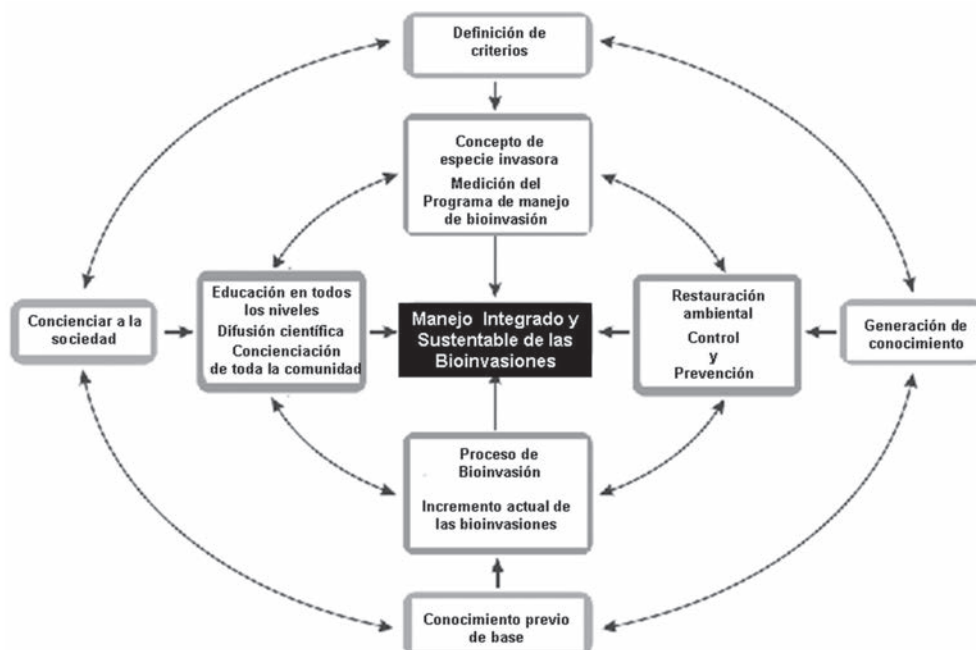 Definición de
criterios
Concepto de
especie invasora
Medición del
Programa de manejo
de bioinvasión
Concienciar a la
sociedad
Educación en todos
los niveles
Difusión científica
Concienciación
de toda la comunidad
Manejo Integrado y
Sustentable de las
Bioinvasiones
Restauración
ambiental
Control
y
Prevención
Generación de
conocimiento
Proceso de
Bioinvasión
Incremento actual de
las bioinvasiones
Conocimiento previo
de base